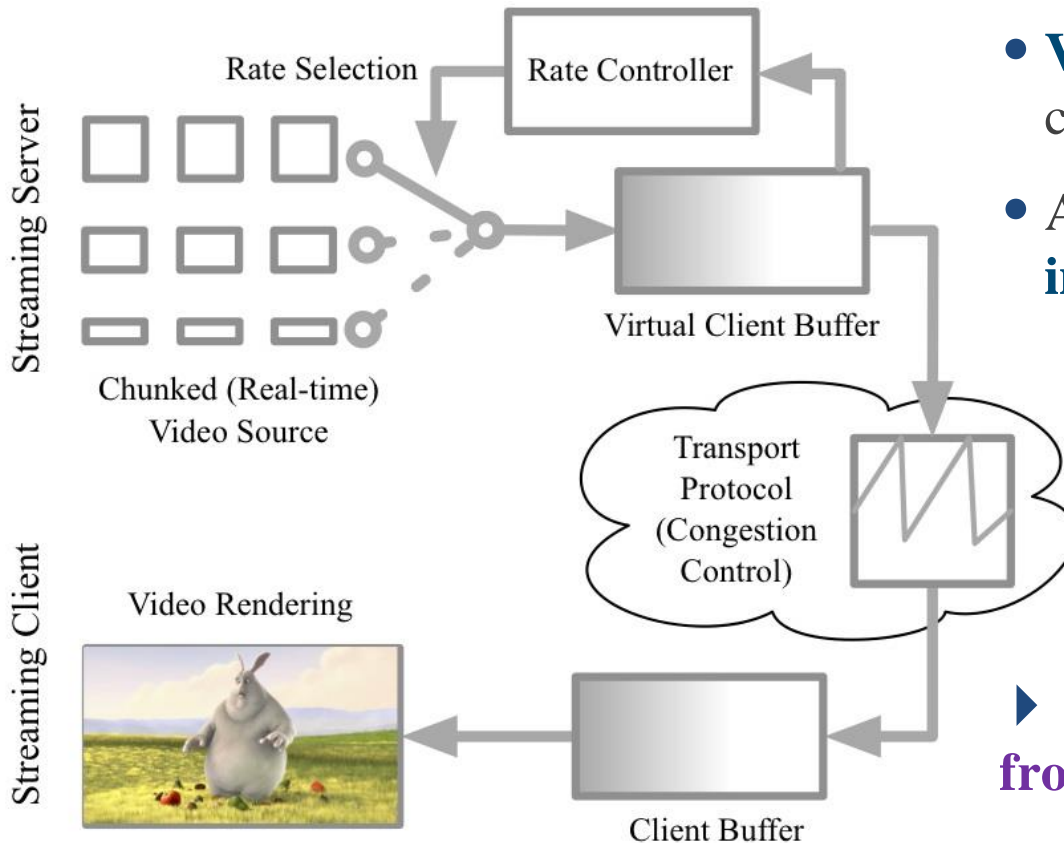 Streaming Server
Rate Selection
Rate Controller
Virtual Client Buffer
Chunked (Real-time)
Video Source
Transport
Protocol
(Congestion
Control)
Streaming Client
Video Rendering
Client Buffer